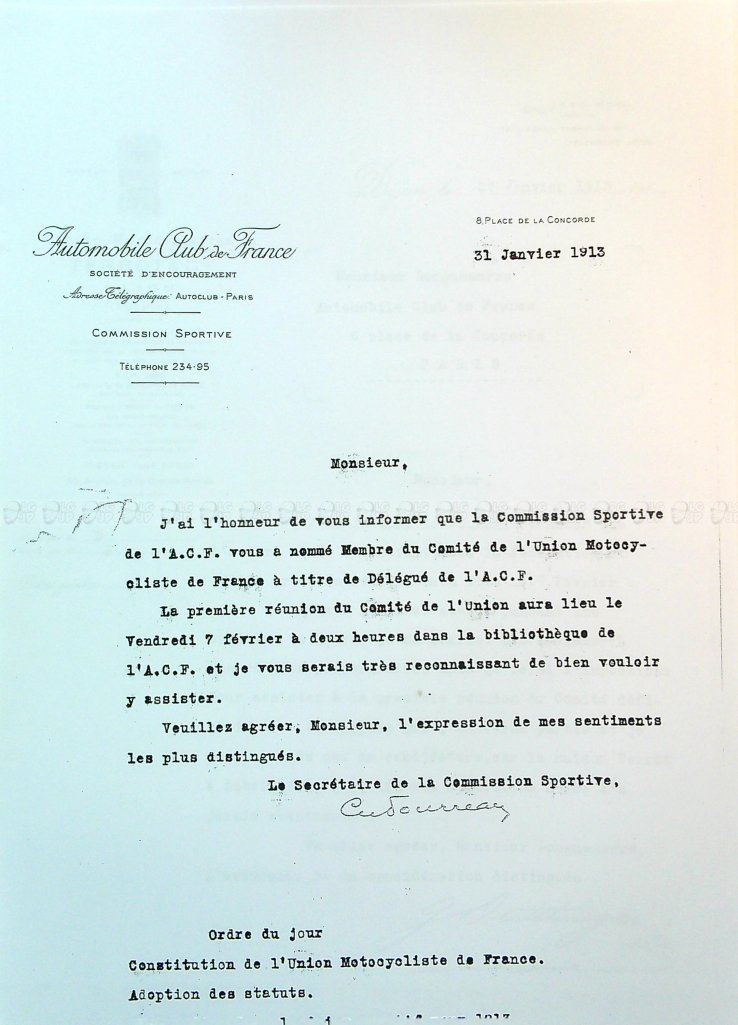 8, PLACE DE LA CONCORDE
31 Janvier 1913
Automobile Club de France
SOCIÉTÉ D'ENCOURAGEMENT
Adresse Télégraphique: AUTOCLUB - PARIS
COMMISSION SPORTIVE
TÉLÉPHONE 234-95
Monsieur,
J'ai l'honneur de vous informer que la Commission Sportive
de l'A.C.F. vous a nommé Membre du Comité de l'Union Motocy-
cliste de France à titre de Délégué de l'A.C.F.
La première réunion du Comité de l'Union aura lieu le
Vendredi 7 février à deux heures dans la bibliothèque de
l'A.C.F. et je vous serais très reconnaissant de bien vouloir
y assister.
Veuillez agréer, Monsieur, l'expression de mes sentiments
les plus distingués.
Le Secrétaire de la Commission Sportive,
Ordre du jour
Constitution de l'Union Motocycliste de France.
Adoption des statuts.
1913